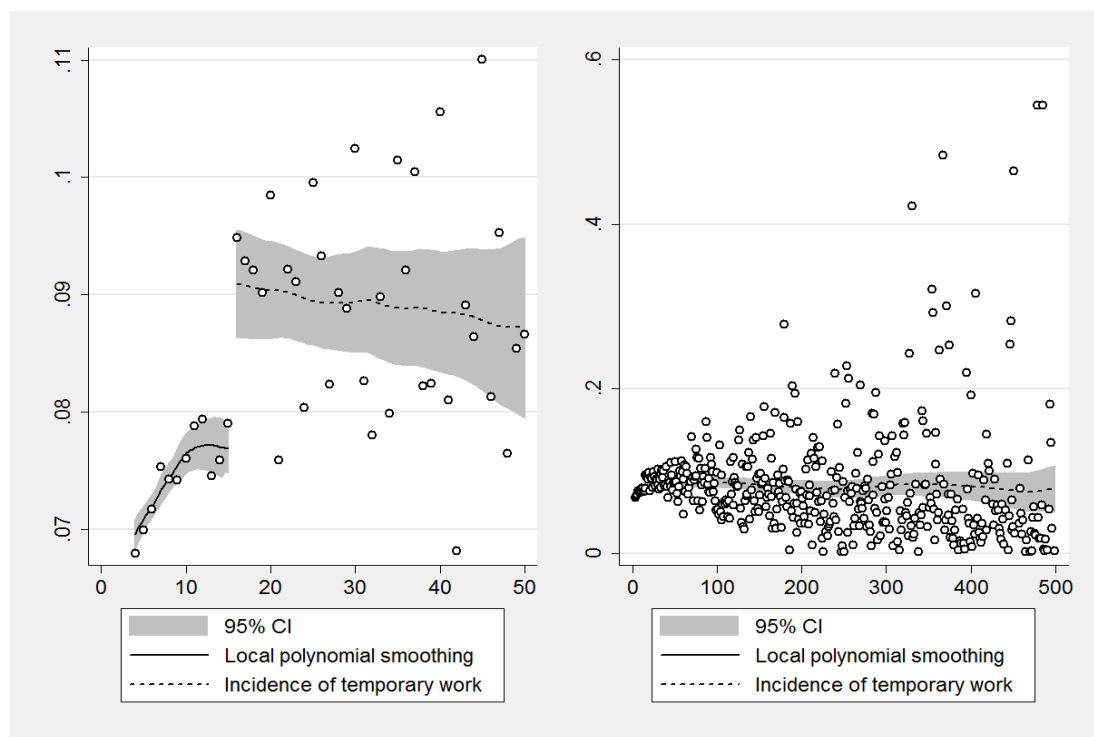 .11
.1
.09
.08
.07
0 10 20 30 40 50
95% CI
Local polynomial smoothing
Incidence of temporary work
.6
.4
.2
0
0 100 200 300 400 500
95% CI
Local polynomial smoothing
Incidence of temporary work